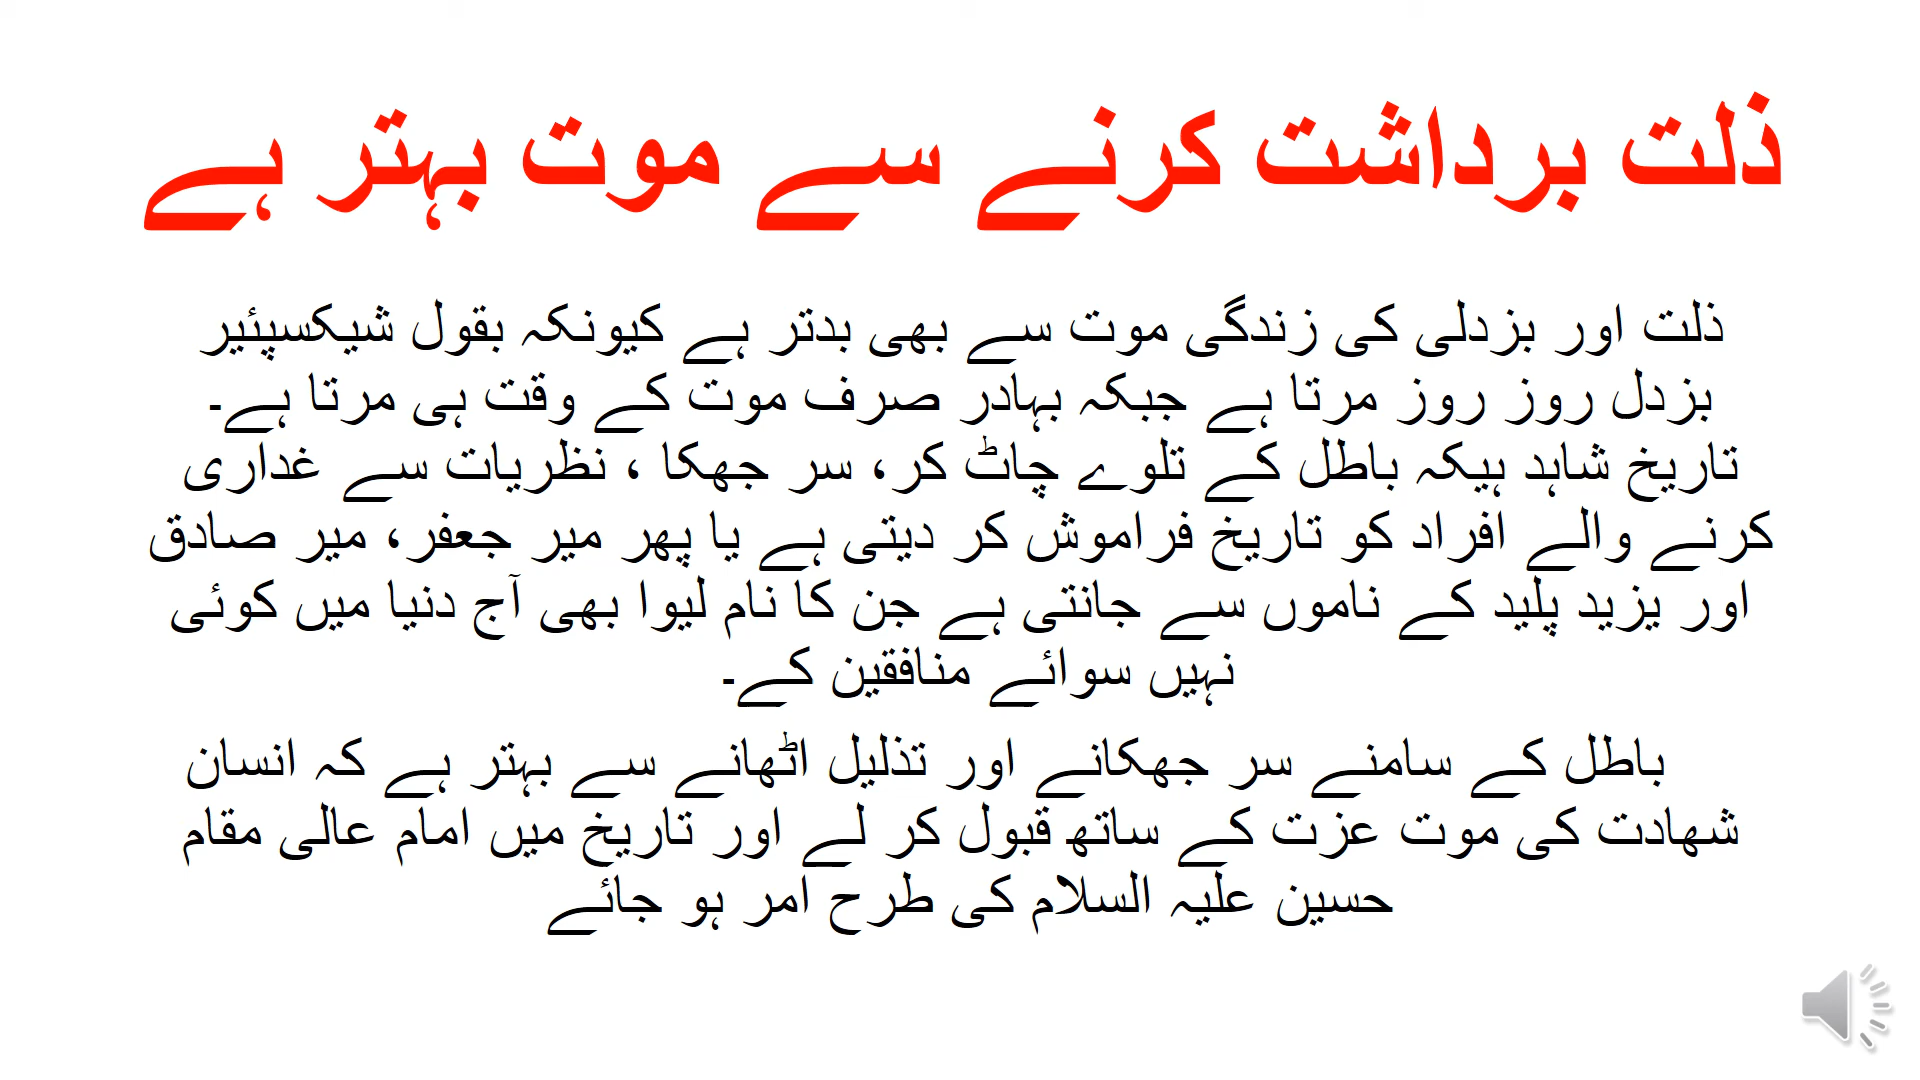 ذلت برداشت کرنے سے موت بہتر ہے
ذلت اور بزدلی کی زندگی موت سے بھی بدتر ہے کیونکہ بقول شیکسپئیر
بزدل روز روز مرتا ہے جبکہ بہادر صرف موت کے وقت ہی مرتا ہے۔
تاریخ شاہد ہیکہ باطل کے تلوے چاٹ کر، سر جھکا ، نظریات سے غداری
کرنے والے افراد کو تاریخ فراموش کر دیتی ہے یا پھر میر جعفر، میر صادق
اور یزید پلید کے ناموں سے جانتی ہے جن کا نام لیوا بھی آج دنیا میں کوئی
نہیں سوائے منافقین کے۔
باطل کے سامنے سر جھکانے اور تذلیل اٹھانے سے بہتر ہے کہ انسان
شھادت کی موت عزت کے ساتھ قبول کر لے اور تاریخ میں امام عالی مقام
حسین علیہ السلام کی طرح امر ہو جائے